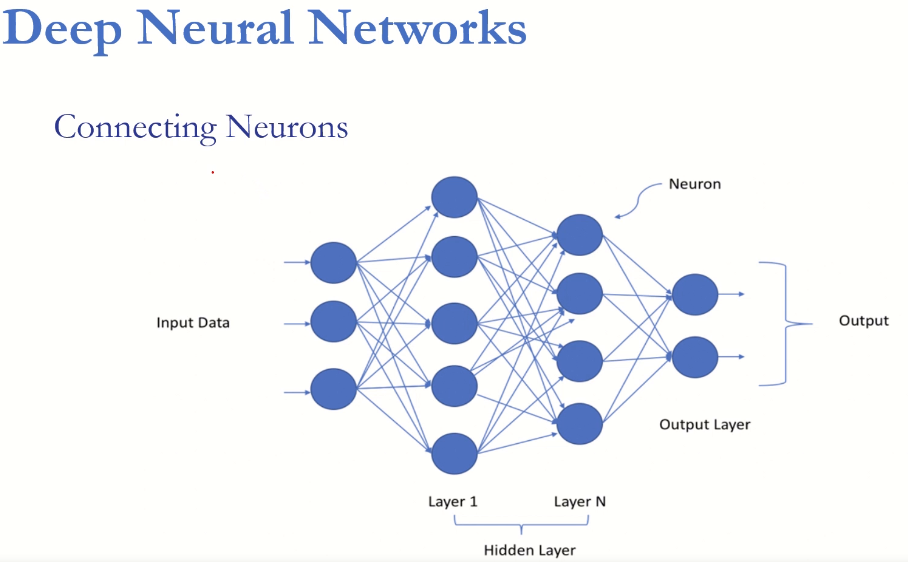 Deep Neural Networks
Connecting Neurons
Neuron
Input Data
Output
Output Layer
Layer 1
Layer N
Hidden Layer